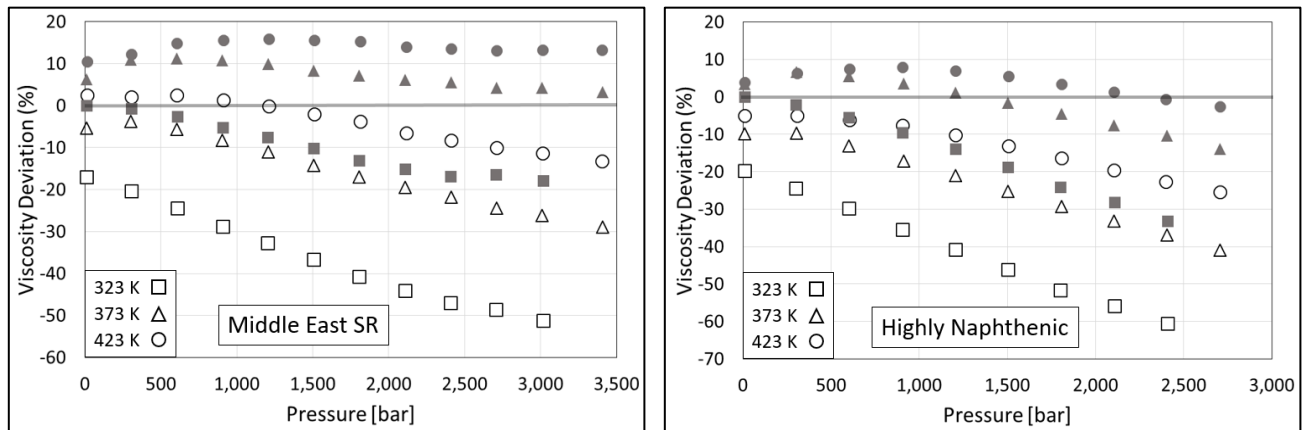 Viscosity Deviation (%)
20
10
0
-10
-20
-30
-40
-50
-60
323 K
373 K
423 K
Middle East SR
0 500 1,000 1,500 2,000 2,500 3,000 3,500
Pressure [bar]
Viscosity Deviation (%)
20
10
0
-10
-20
-30
-40
-50
-60
-70
323 K
373 K
423 K
Highly Naphthenic
0 500 1,000 1,500 2,000 2,500 3,000
Pressure [bar]